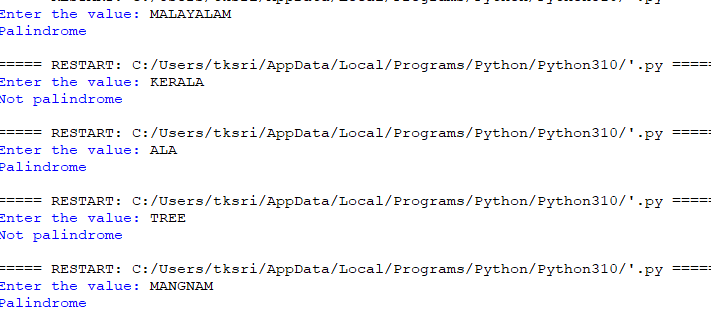 Enter the value: MALAYALAM
Palindrome
===== RESTART: C:/Users/tksri/AppData/Local/Programs/Python/Python310/'.py =====
Enter the value: KERALA
Not palindrome
===== RESTART: C:/Users/tksri/AppData/Local/Programs/Python/Python310/'.py =====
Enter the value: ALA
Palindrome
===== RESTART: C:/Users/tksri/AppData/Local/Programs/Python/Python310/'.py =====
Enter the value: TREE
Not palindrome
===== RESTART: C:/Users/tksri/AppData/Local/Programs/Python/Python310/'.py =====
Enter the value: MANGNAM
Palindrome